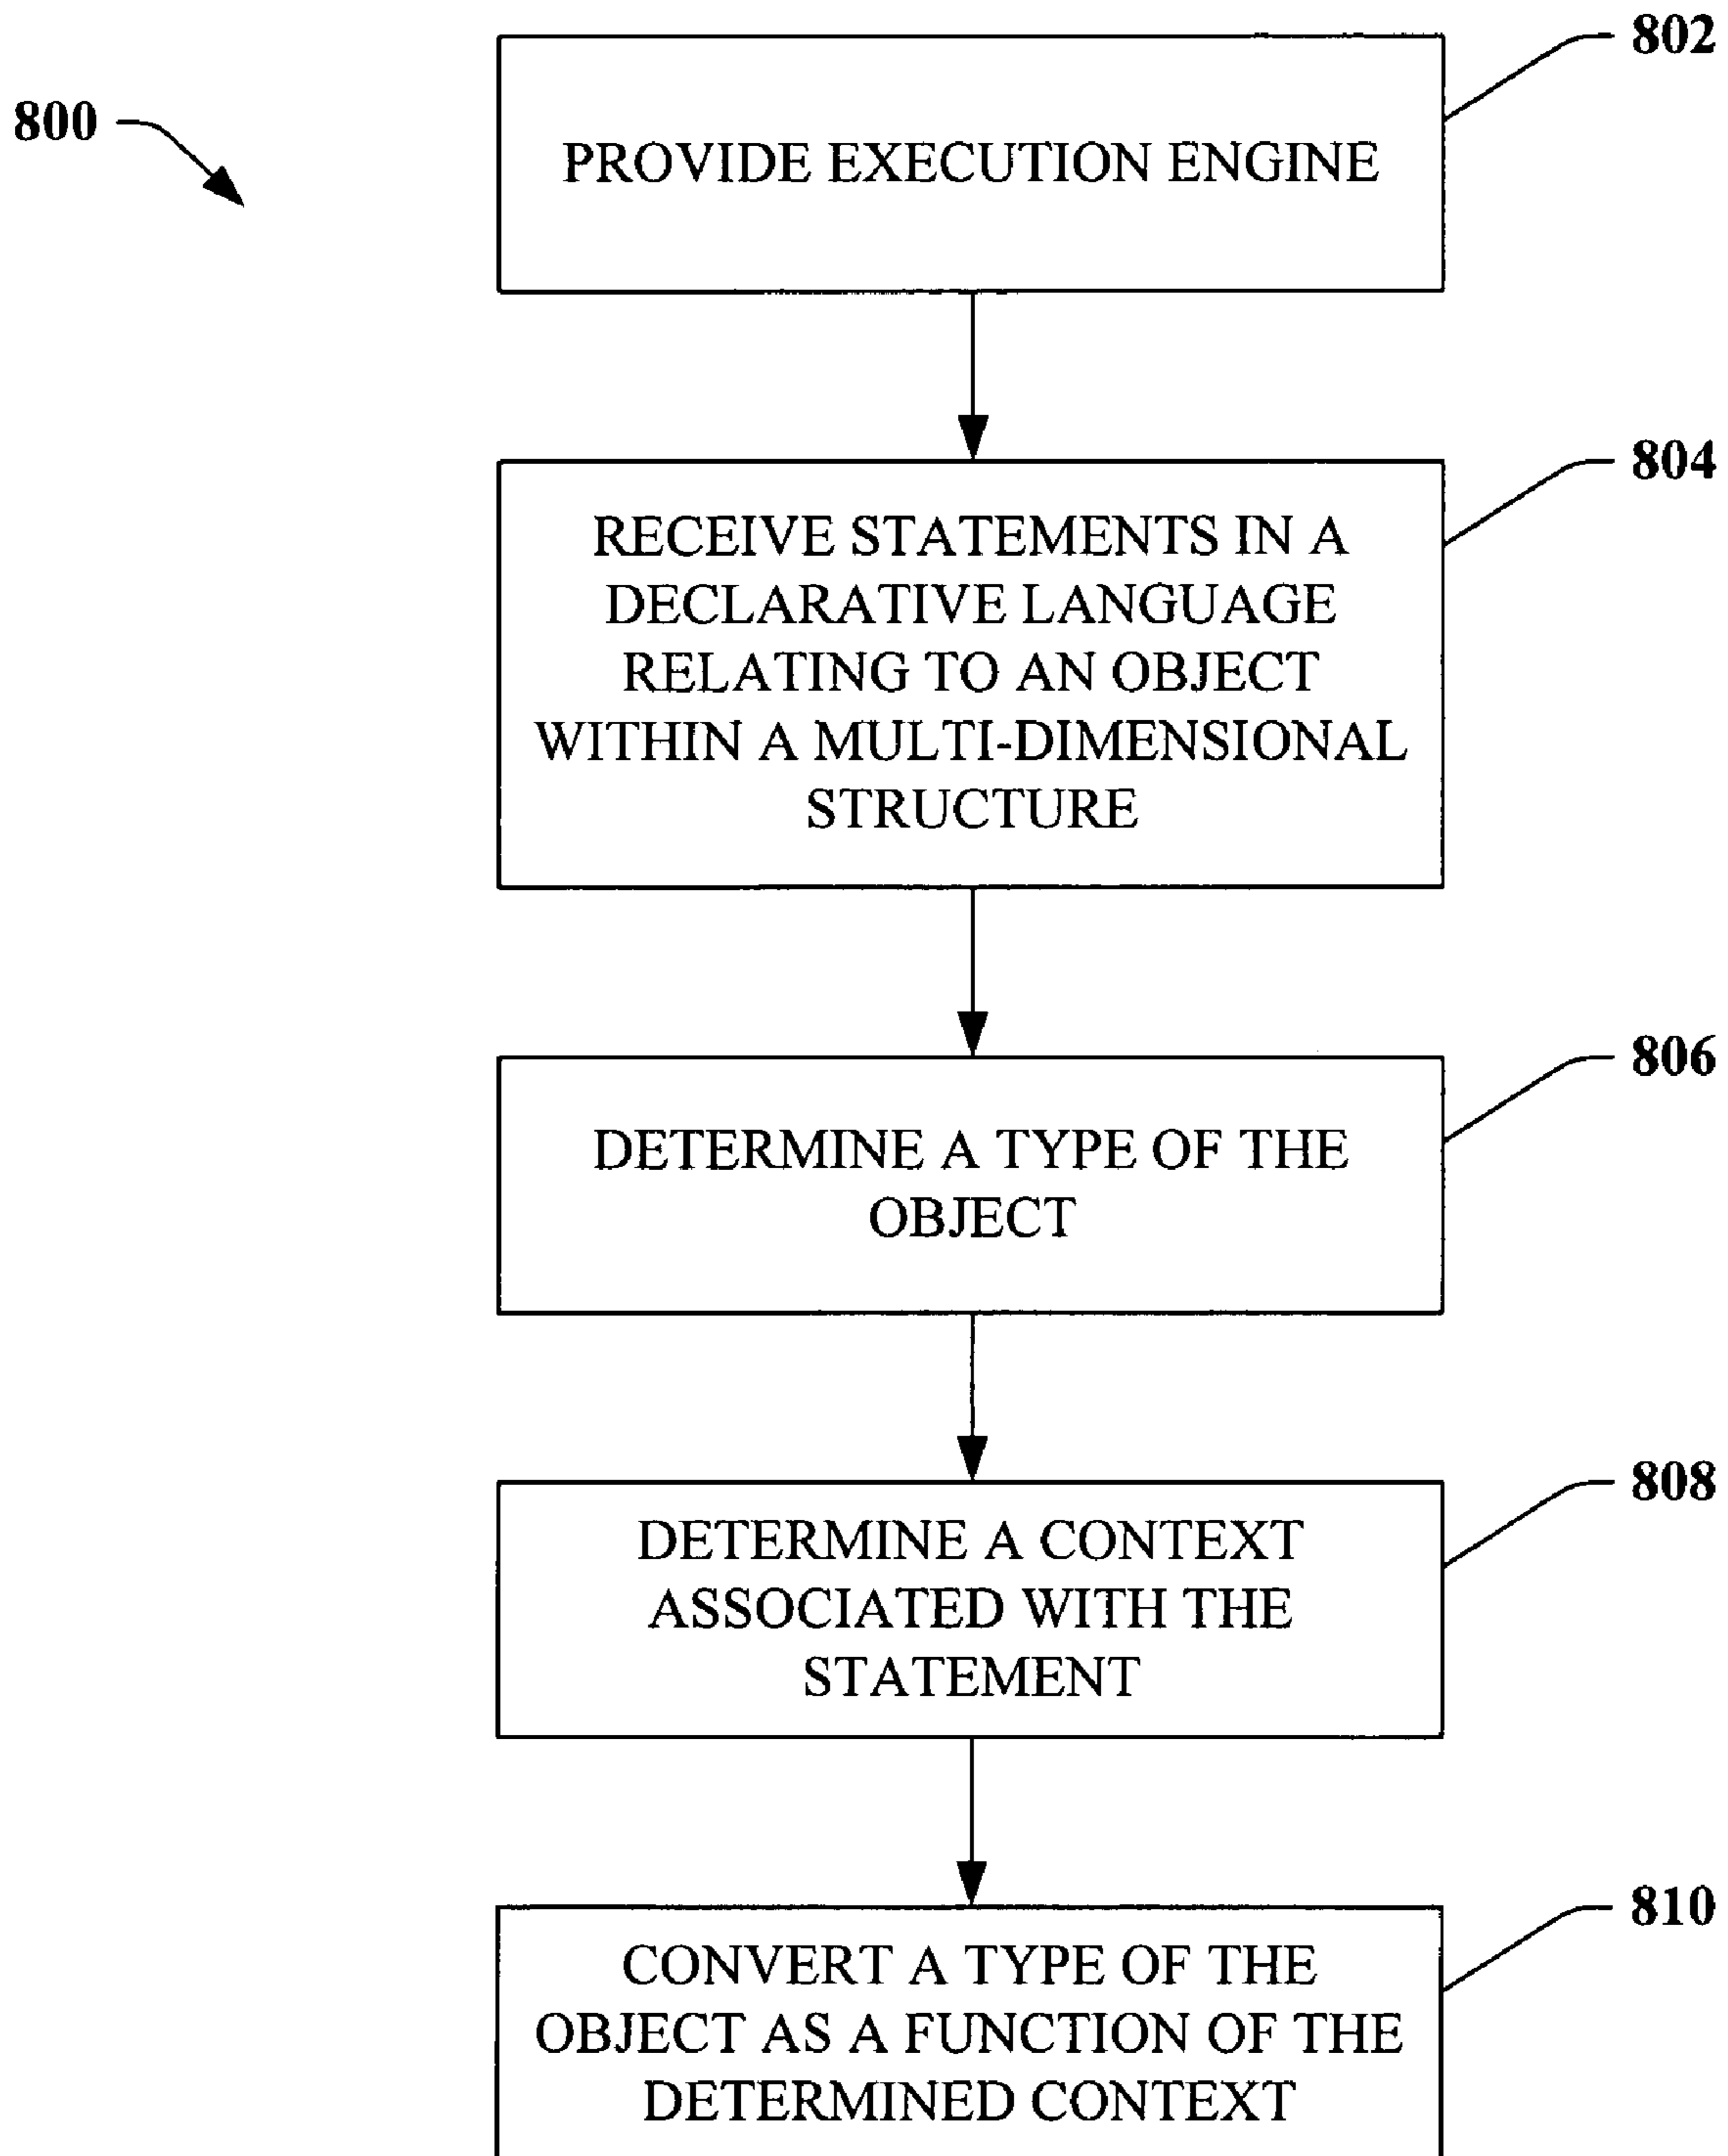 802
800
PROVIDE EXECUTION ENGINE
804
RECEIVE STATEMENTS IN A
DECLARATIVE LANGUAGE
RELATING TO AN OBJECT
WITHIN A MULTI-DIMENSIONAL
STRUCTURE
806
DETERMINE A TYPE OF THE
OBJECT
808
DETERMINE A CONTEXT
ASSOCIATED WITH THE
STATEMENT
810
CONVERT A TYPE OF THE
OBJECT AS A FUNCTION OF THE
DETERMINED CONTEXT